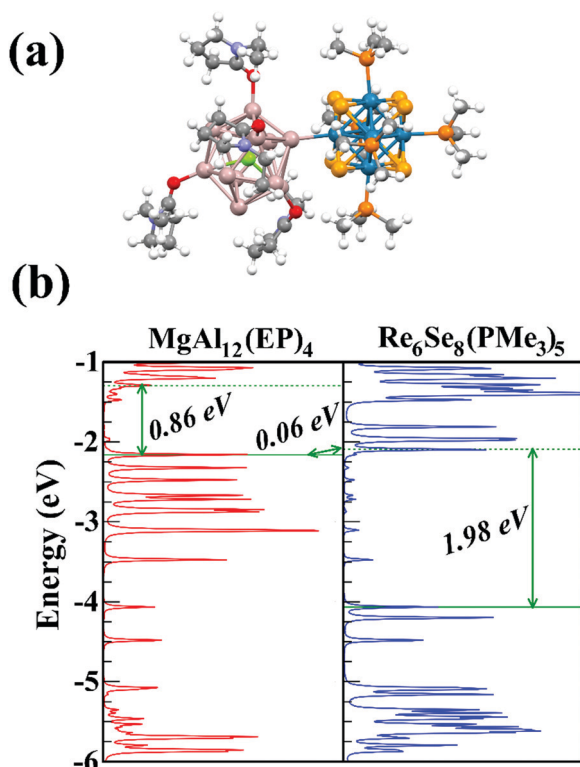 (a)
(b)
MgAl₁₂(EP)₄ Re₆Se₈(PMe₃)₅
-1
-2
-3
-4
-5
-6
Energy (eV)
0.86 eV
0.06 eV
1.98 eV